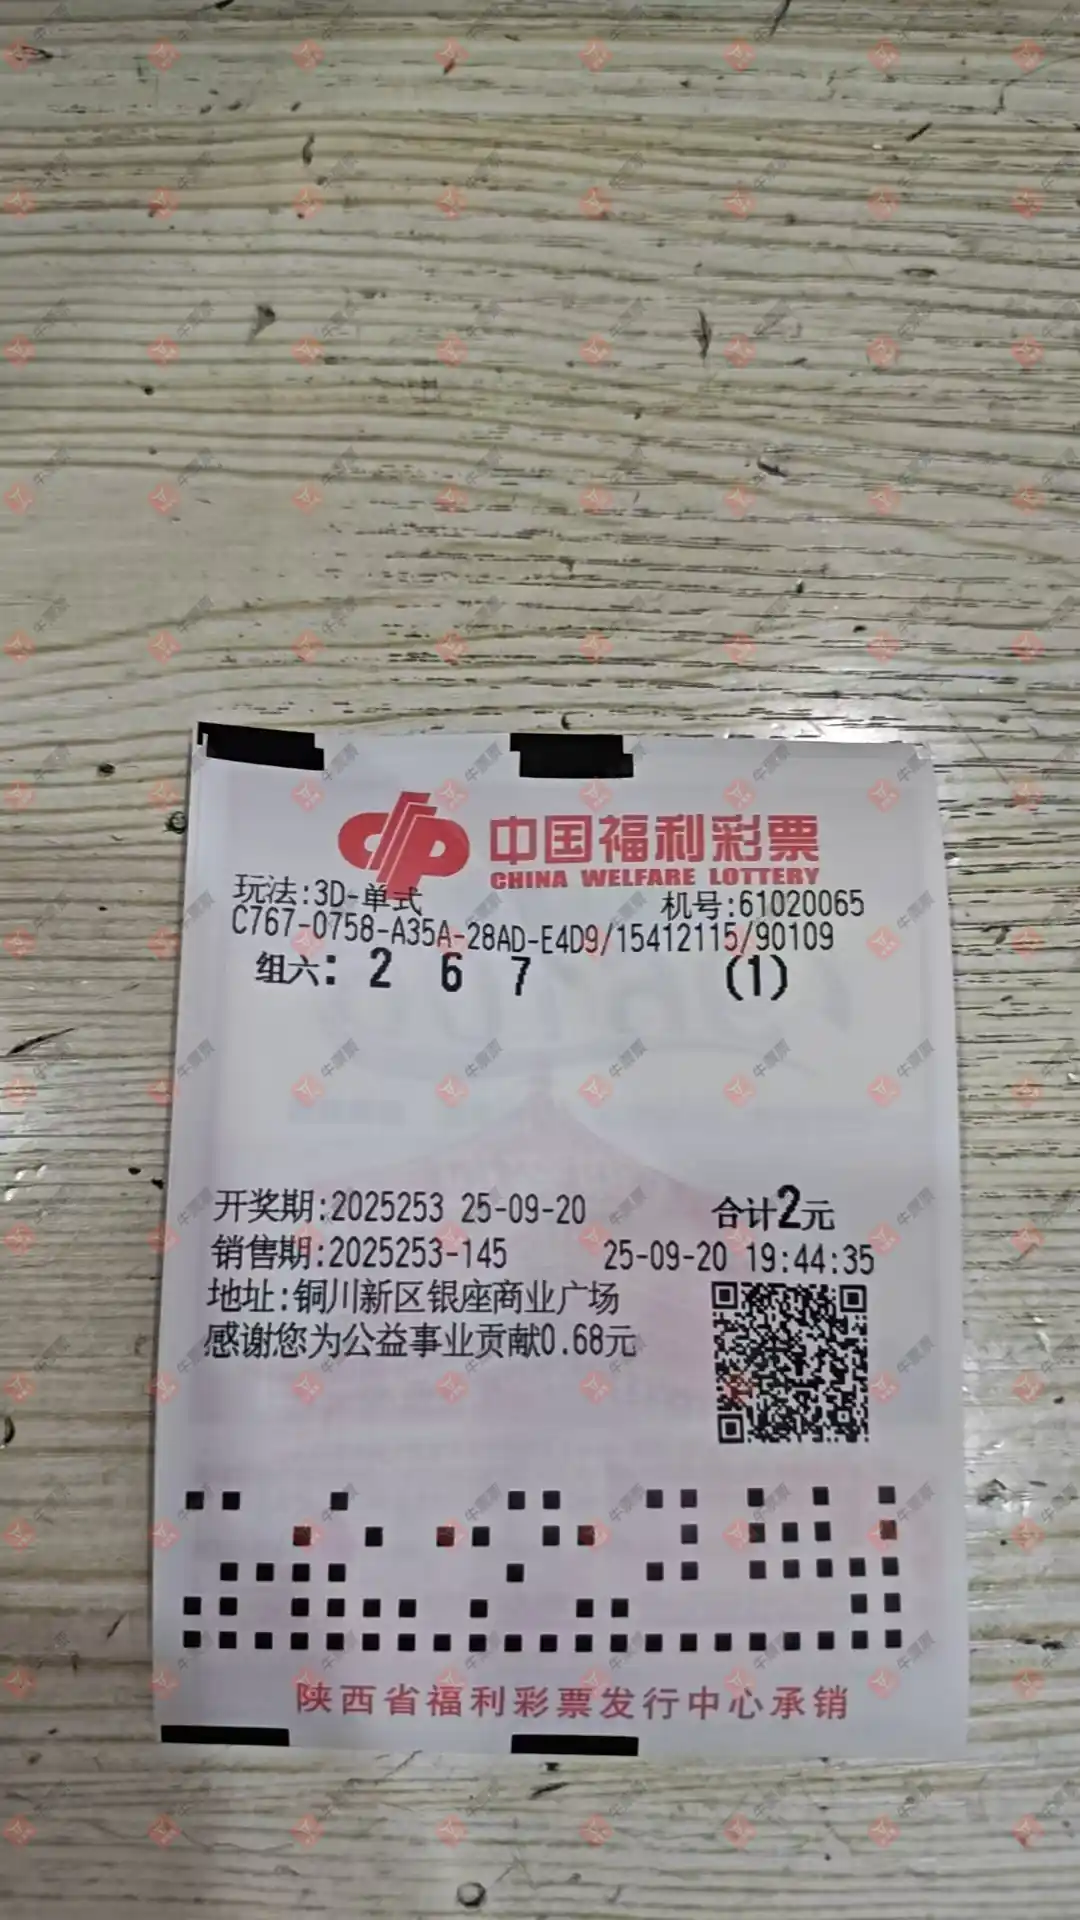 中国福利彩票
CHINA WELFARE LOTTERY
玩法:3D-单式 机号:61020065
C767-0758-A35A-28AD-E4D9/15412115/90109
组六: 2 6 7 (1)
开奖期:2025253 25-09-20 合计2元
销售期:2025253-145 25-09-20 19:44:35
地址:铜川新区银座商业广场
感谢您为公益事业贡献0.68元
陕西省福利彩票发行中心承销